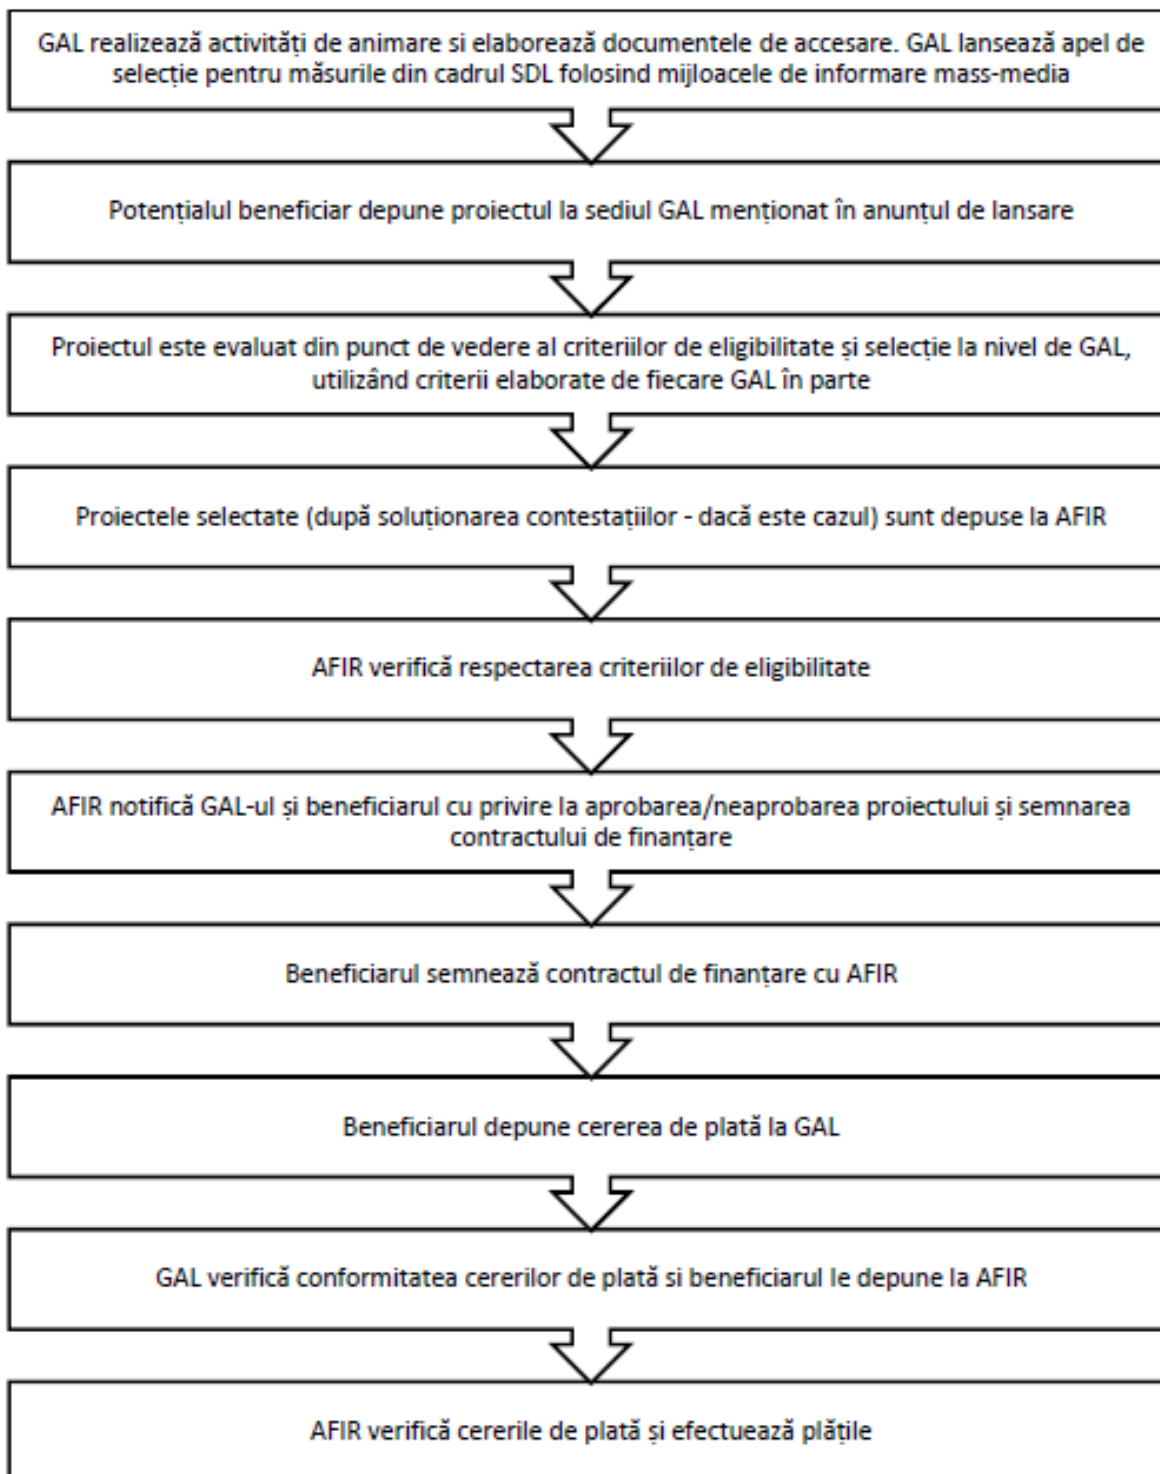 GAL realizează activități de animare si elaborează documentele de accesare. GAL lansează apel de
selecție pentru măsurile din cadrul SDL folosind mijloacele de informare mass-media
Potențialul beneficiar depune proiectul la sediul GAL menționat în anunțul de lansare
Proiectul este evaluat din punct de vedere al criteriilor de eligibilitate și selecție la nivel de GAL,
utilizând criterii elaborate de fiecare GAL în parte
Proiectele selectate (după soluționarea contestațiilor - dacă este cazul) sunt depuse la AFIR
AFIR verifică respectarea criteriilor de eligibilitate
AFIR notifică GAL-ul și beneficiarul cu privire la aprobarea/neaprobarea proiectului și semnarea
contractului de finanțare
Beneficiarul semnează contractul de finanțare cu AFIR
Beneficiarul depune cererea de plată la GAL
GAL verifică conformitatea cererilor de plată si beneficiarul le depune la AFIR
AFIR verifică cererile de plată și efectuează plățile